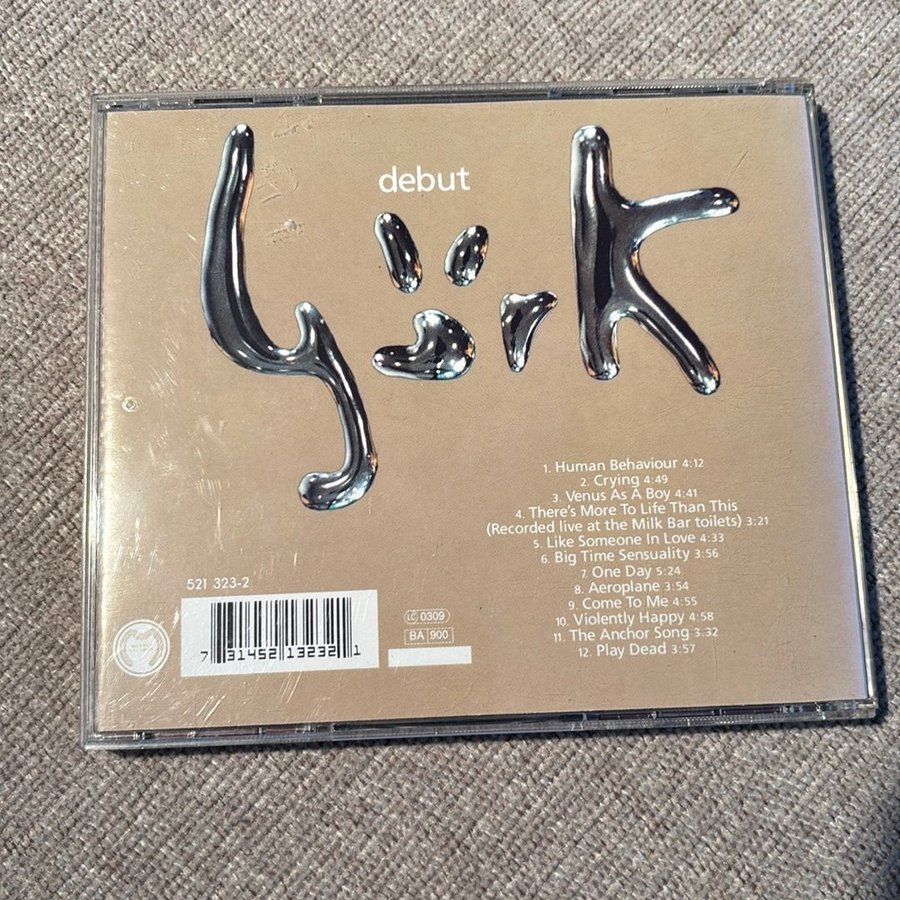 debut
björk
1. Human Behaviour 4:12
2. Crying 4:49
3. Venus As A Boy 4:41
4. There's More To Life Than This
(Recorded live at the Milk Bar toilets) 3:21
5. Like Someone In Love 4:33
6. Big Time Sensuality 3:56
7. One Day 5:24
8. Aeroplane 3:54
9. Come To Me 4:55
10. Violently Happy 4:58
11. The Anchor Song 3:32
12. Play Dead 3:57
521 323-2
7 31452 13232 1
LC 0309
BA 900